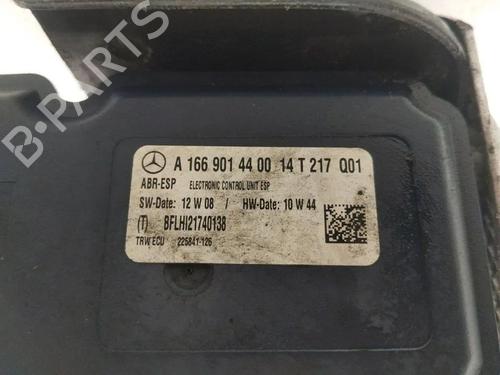 B-PARTS
A 166 901 44 00 14 T 217 Q01
ABR-ESP ELECTRONIC CONTROL UNIT ESP
SW-Date: 12 W 08 / HW-Date: 10 W 44
(T) BFLHI21740138
TRW ECU 225841-126